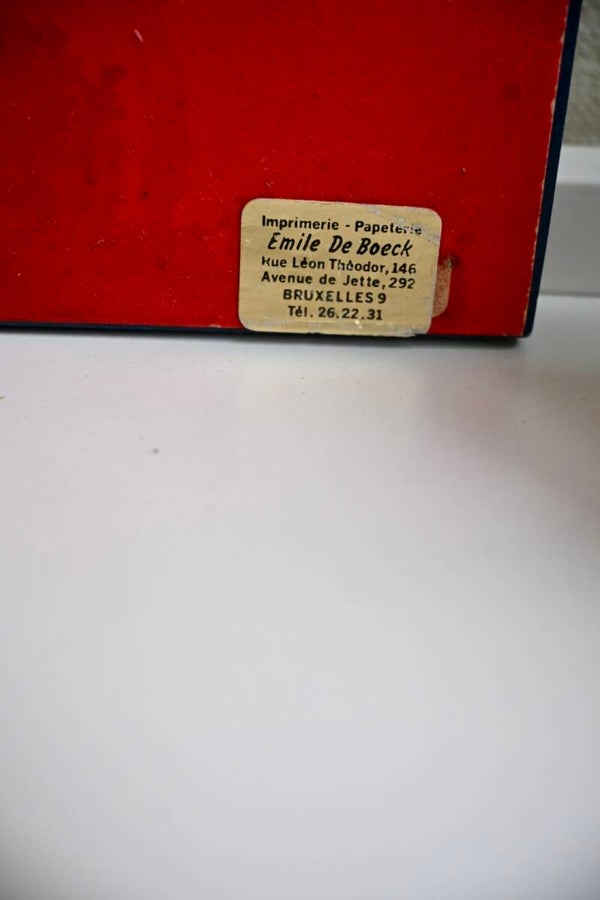 Imprimerie - Papeterie
Emile De Boeck
Rue Léon Théodor, 146
Avenue de Jette, 292
BRUXELLES 9
Tél. 26.22.31